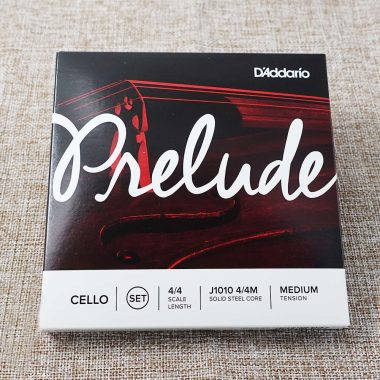 D'Addario
Prelude
CELLO SET 4/4 SCALE LENGTH J1010 4/4M SOLID STEEL CORE MEDIUM TENSION